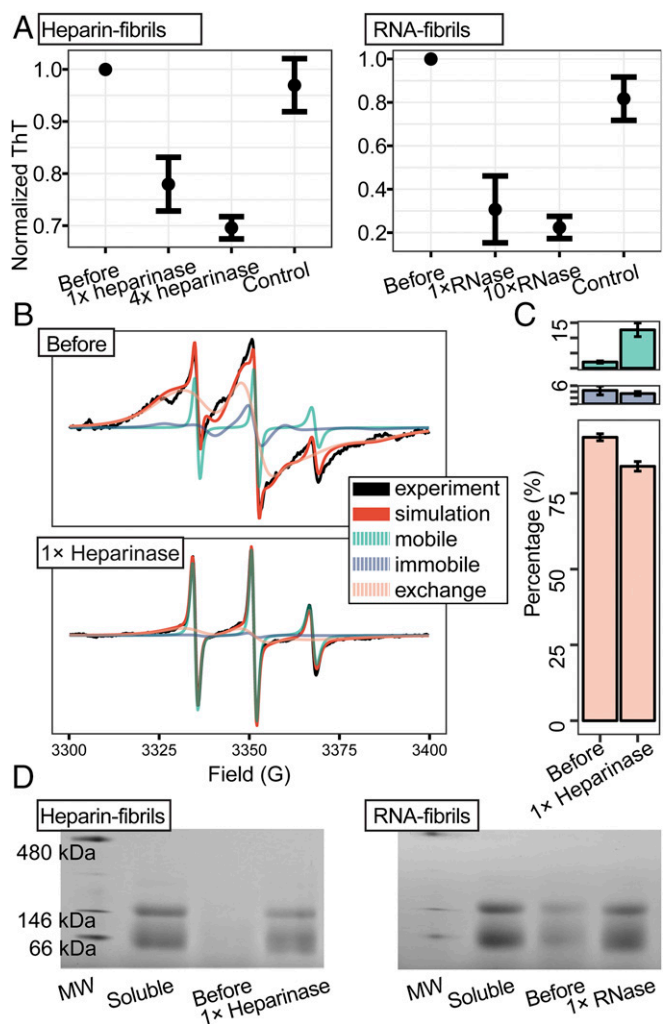 A
Heparin-fibrils
RNA-fibrils
Normalized ThT
1.0
0.9
0.8
0.7
Before
1x heparinase
4x heparinase
Control
1.0
0.8
0.6
0.4
0.2
Before
1×RNase
10×RNase
Control
B
Before
1× Heparinase
experiment
simulation
mobile
immobile
exchange
3300
3325
3350
3375
3400
Field (G)
C
15
6
Percentage (%)
75
50
25
0
Before
1× Heparinase
D
Heparin-fibrils
RNA-fibrils
480 kDa
146 kDa
66 kDa
MW
Soluble
Before
1× Heparinase
MW
Soluble
Before
1× RNase